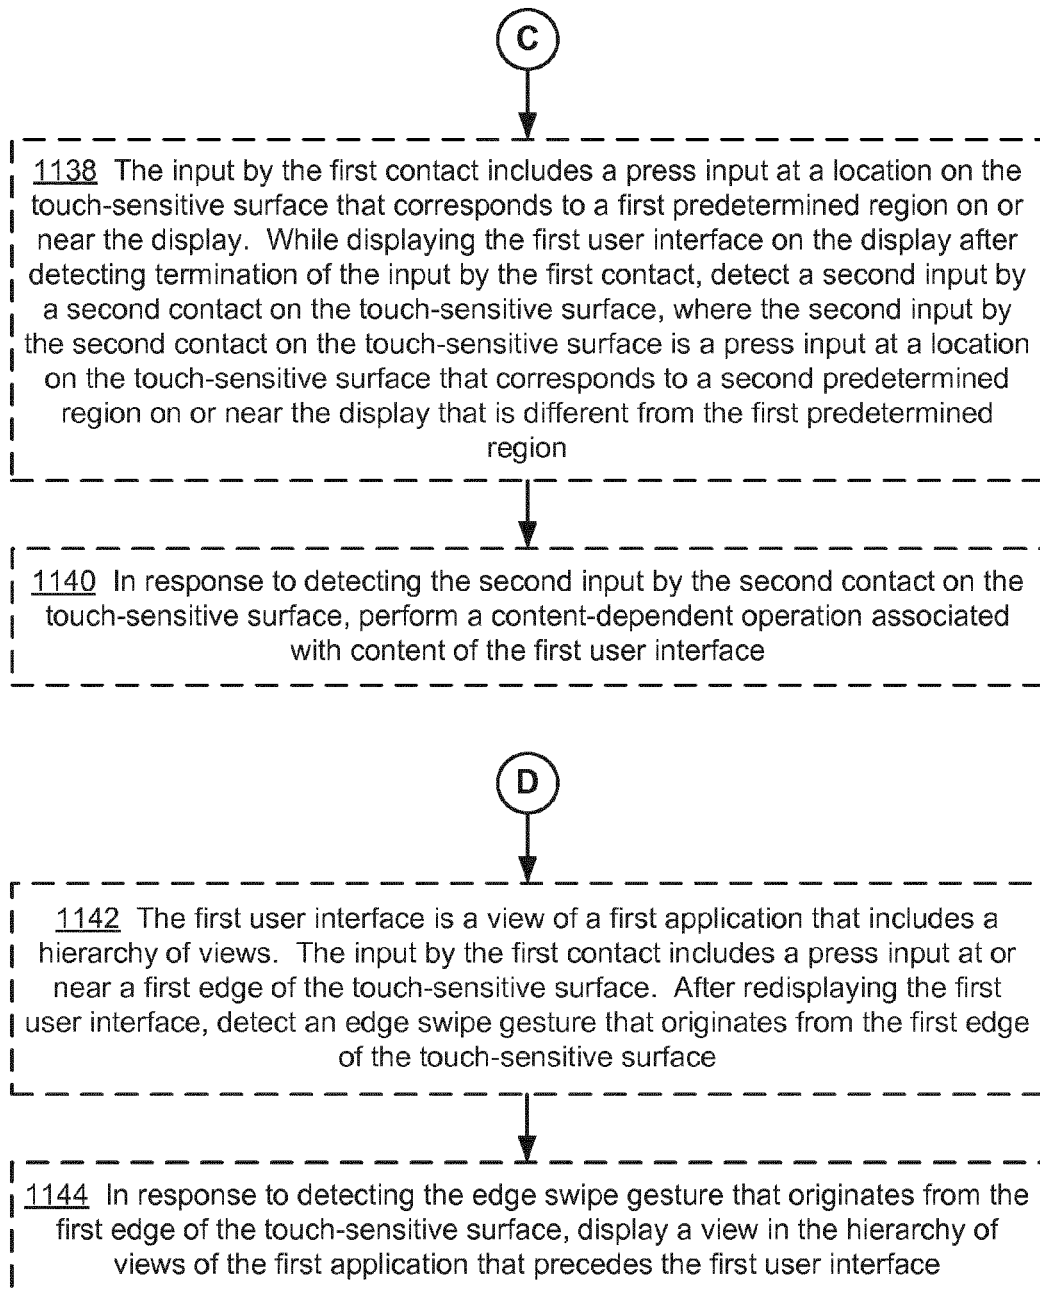 C
1138 The input by the first contact includes a press input at a location on the
touch-sensitive surface that corresponds to a first predetermined region on or
near the display. While displaying the first user interface on the display after
detecting termination of the input by the first contact, detect a second input by
a second contact on the touch-sensitive surface, where the second input by
the second contact on the touch-sensitive surface is a press input at a location
on the touch-sensitive surface that corresponds to a second predetermined
region on or near the display that is different from the first predetermined
region
1140 In response to detecting the second input by the second contact on the
touch-sensitive surface, perform a content-dependent operation associated
with content of the first user interface
D
1142 The first user interface is a view of a first application that includes a
hierarchy of views. The input by the first contact includes a press input at or
near a first edge of the touch-sensitive surface. After redisplaying the first
user interface, detect an edge swipe gesture that originates from the first edge
of the touch-sensitive surface
1144 In response to detecting the edge swipe gesture that originates from the
first edge of the touch-sensitive surface, display a view in the hierarchy of
views of the first application that precedes the first user interface